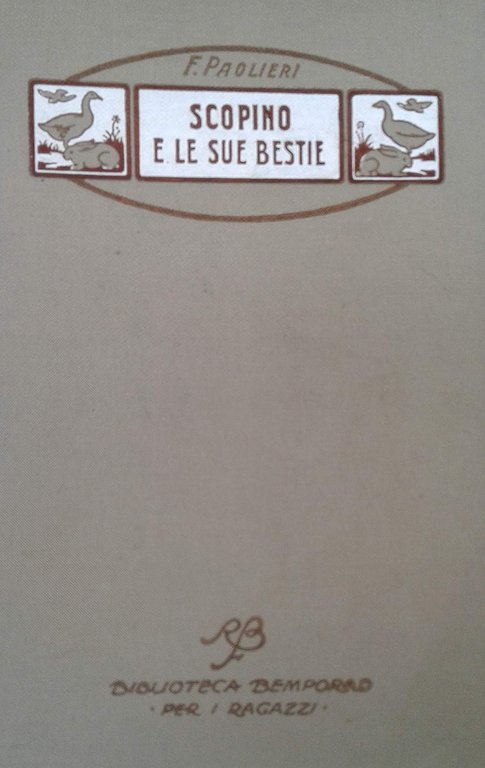 F. PAOLIERI
SCOPINO
E LE SUE BESTIE
RBF
BIBLIOTECA BEMPORAD
· PER I RAGAZZI ·